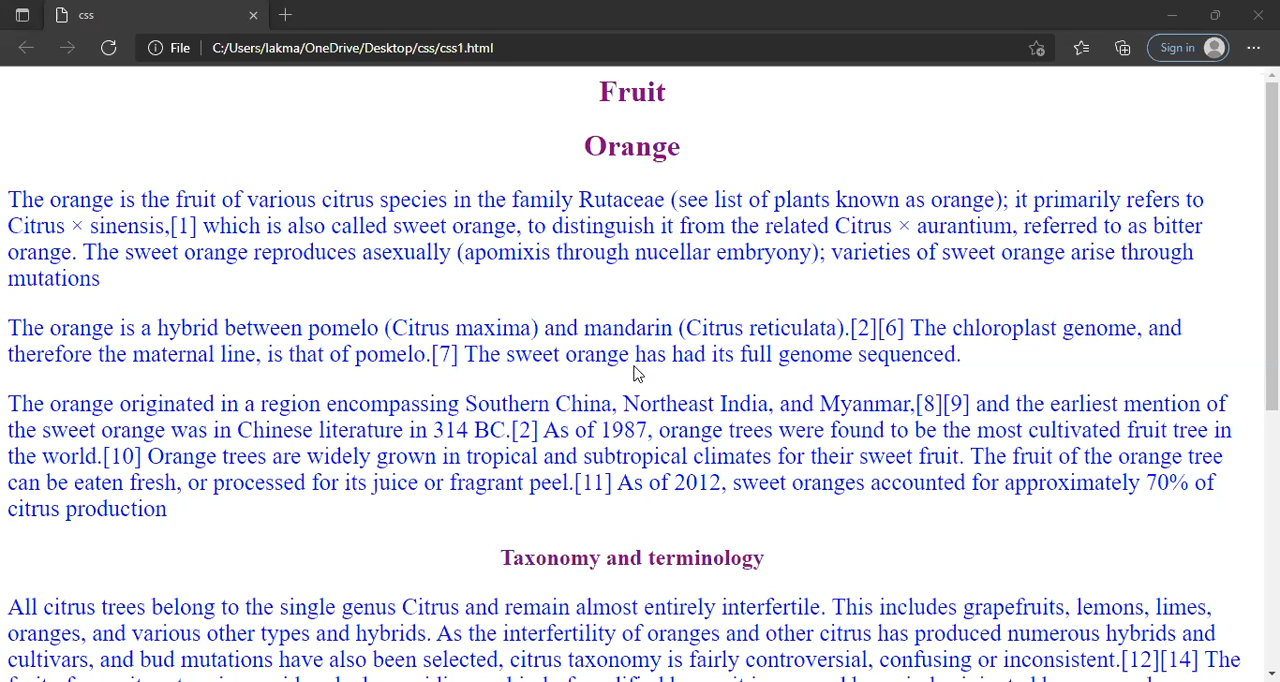 css
File
C:/Users/lakma/OneDrive/Desktop/css/css1.html
Sign in
Fruit
Orange
The orange is the fruit of various citrus species in the family Rutaceae (see list of plants known as orange); it primarily refers to
Citrus × sinensis,[1] which is also called sweet orange, to distinguish it from the related Citrus × aurantium, referred to as bitter
orange. The sweet orange reproduces asexually (apomixis through nucellar embryony); varieties of sweet orange arise through
mutations
The orange is a hybrid between pomelo (Citrus maxima) and mandarin (Citrus reticulata).[2][6] The chloroplast genome, and
therefore the maternal line, is that of pomelo.[7] The sweet orange has had its full genome sequenced.
The orange originated in a region encompassing Southern China, Northeast India, and Myanmar,[8][9] and the earliest mention of
the sweet orange was in Chinese literature in 314 BC.[2] As of 1987, orange trees were found to be the most cultivated fruit tree in
the world.[10] Orange trees are widely grown in tropical and subtropical climates for their sweet fruit. The fruit of the orange tree
can be eaten fresh, or processed for its juice or fragrant peel.[11] As of 2012, sweet oranges accounted for approximately 70% of
citrus production
Taxonomy and terminology
All citrus trees belong to the single genus Citrus and remain almost entirely interfertile. This includes grapefruits, lemons, limes,
oranges, and various other types and hybrids. As the interfertility of oranges and other citrus has produced numerous hybrids and
cultivars, and bud mutations have also been selected, citrus taxonomy is fairly controversial, confusing or inconsistent.[12][14] The